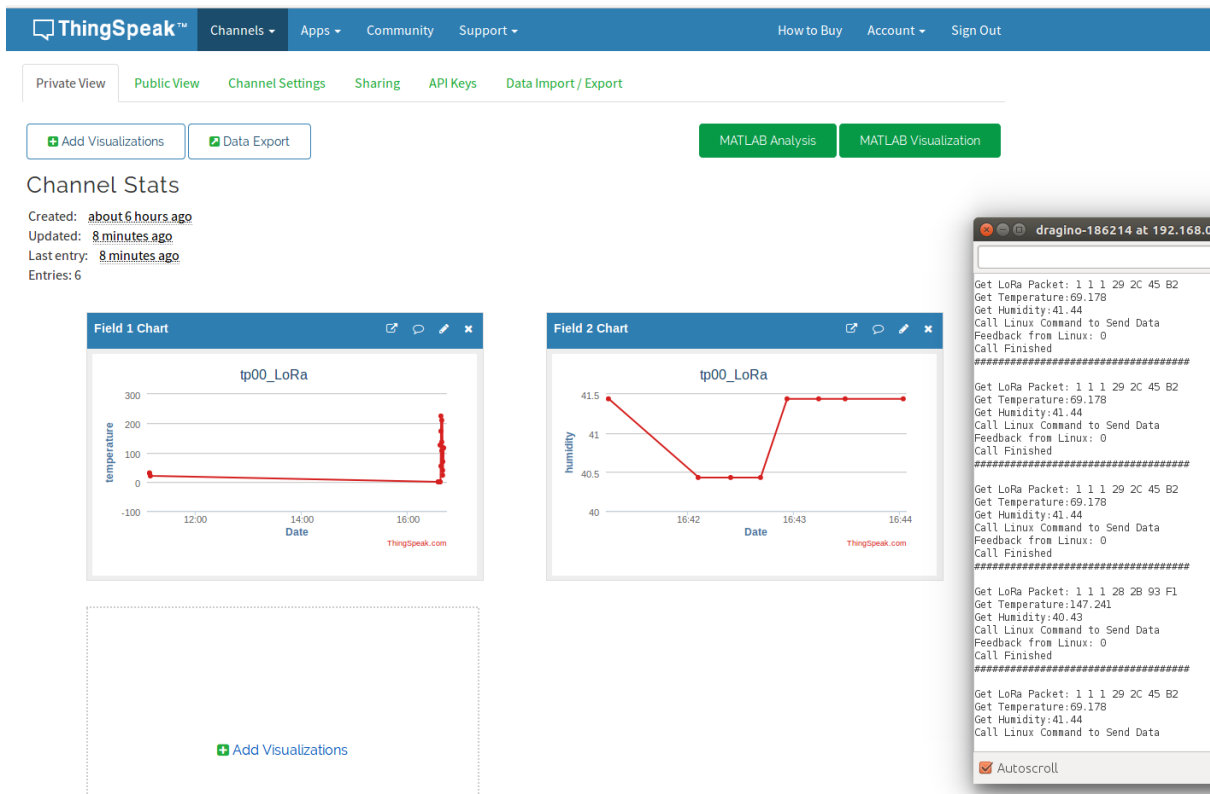 ThingSpeak™ Channels Apps Community Support How to Buy Account Sign Out
Private View Public View Channel Settings Sharing API Keys Data Import / Export
Add Visualizations Data Export MATLAB Analysis MATLAB Visualization
Channel Stats
Created: about 6 hours ago
Updated: 8 minutes ago
Last entry: 8 minutes ago
Entries: 6
Field 1 Chart
tp00_LoRa
temperature
300
200
100
0
-100
12:00 14:00 16:00
Date
ThingSpeak.com
Field 2 Chart
tp00_LoRa
humidity
41.5
41
40.5
40
16:42 16:43 16:44
Date
ThingSpeak.com
Add Visualizations
dragino-186214 at 192.168.0
Get LoRa Packet: 1 1 1 29 2C 45 B2
Get Temperature:69.178
Get Humidity:41.44
Call Linux Command to Send Data
Feedback from Linux: 0
Call Finished
####################################
Get LoRa Packet: 1 1 1 29 2C 45 B2
Get Temperature:69.178
Get Humidity:41.44
Call Linux Command to Send Data
Feedback from Linux: 0
Call Finished
####################################
Get LoRa Packet: 1 1 1 29 2C 45 B2
Get Temperature:69.178
Get Humidity:41.44
Call Linux Command to Send Data
Feedback from Linux: 0
Call Finished
####################################
Get LoRa Packet: 1 1 1 28 2B 93 F1
Get Temperature:147.241
Get Humidity:40.43
Call Linux Command to Send Data
Feedback from Linux: 0
Call Finished
####################################
Get LoRa Packet: 1 1 1 29 2C 45 B2
Get Temperature:69.178
Get Humidity:41.44
Call Linux Command to Send Data
Autoscroll